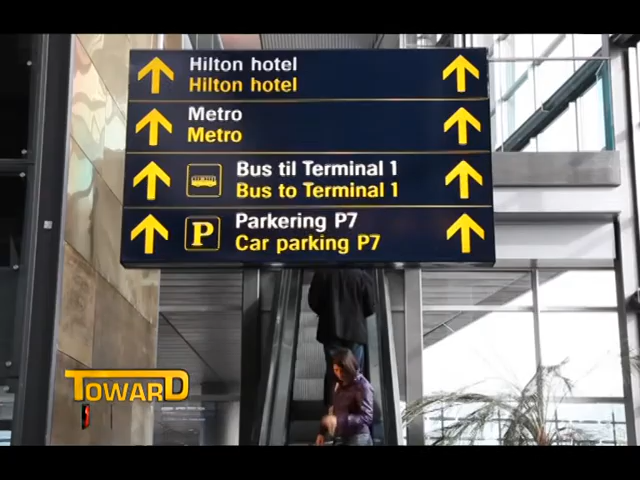 Hilton hotel
Hilton hotel
Metro
Metro
Bus til Terminal 1
Bus to Terminal 1
P
Parkering P7
Car parking P7
TOWARD